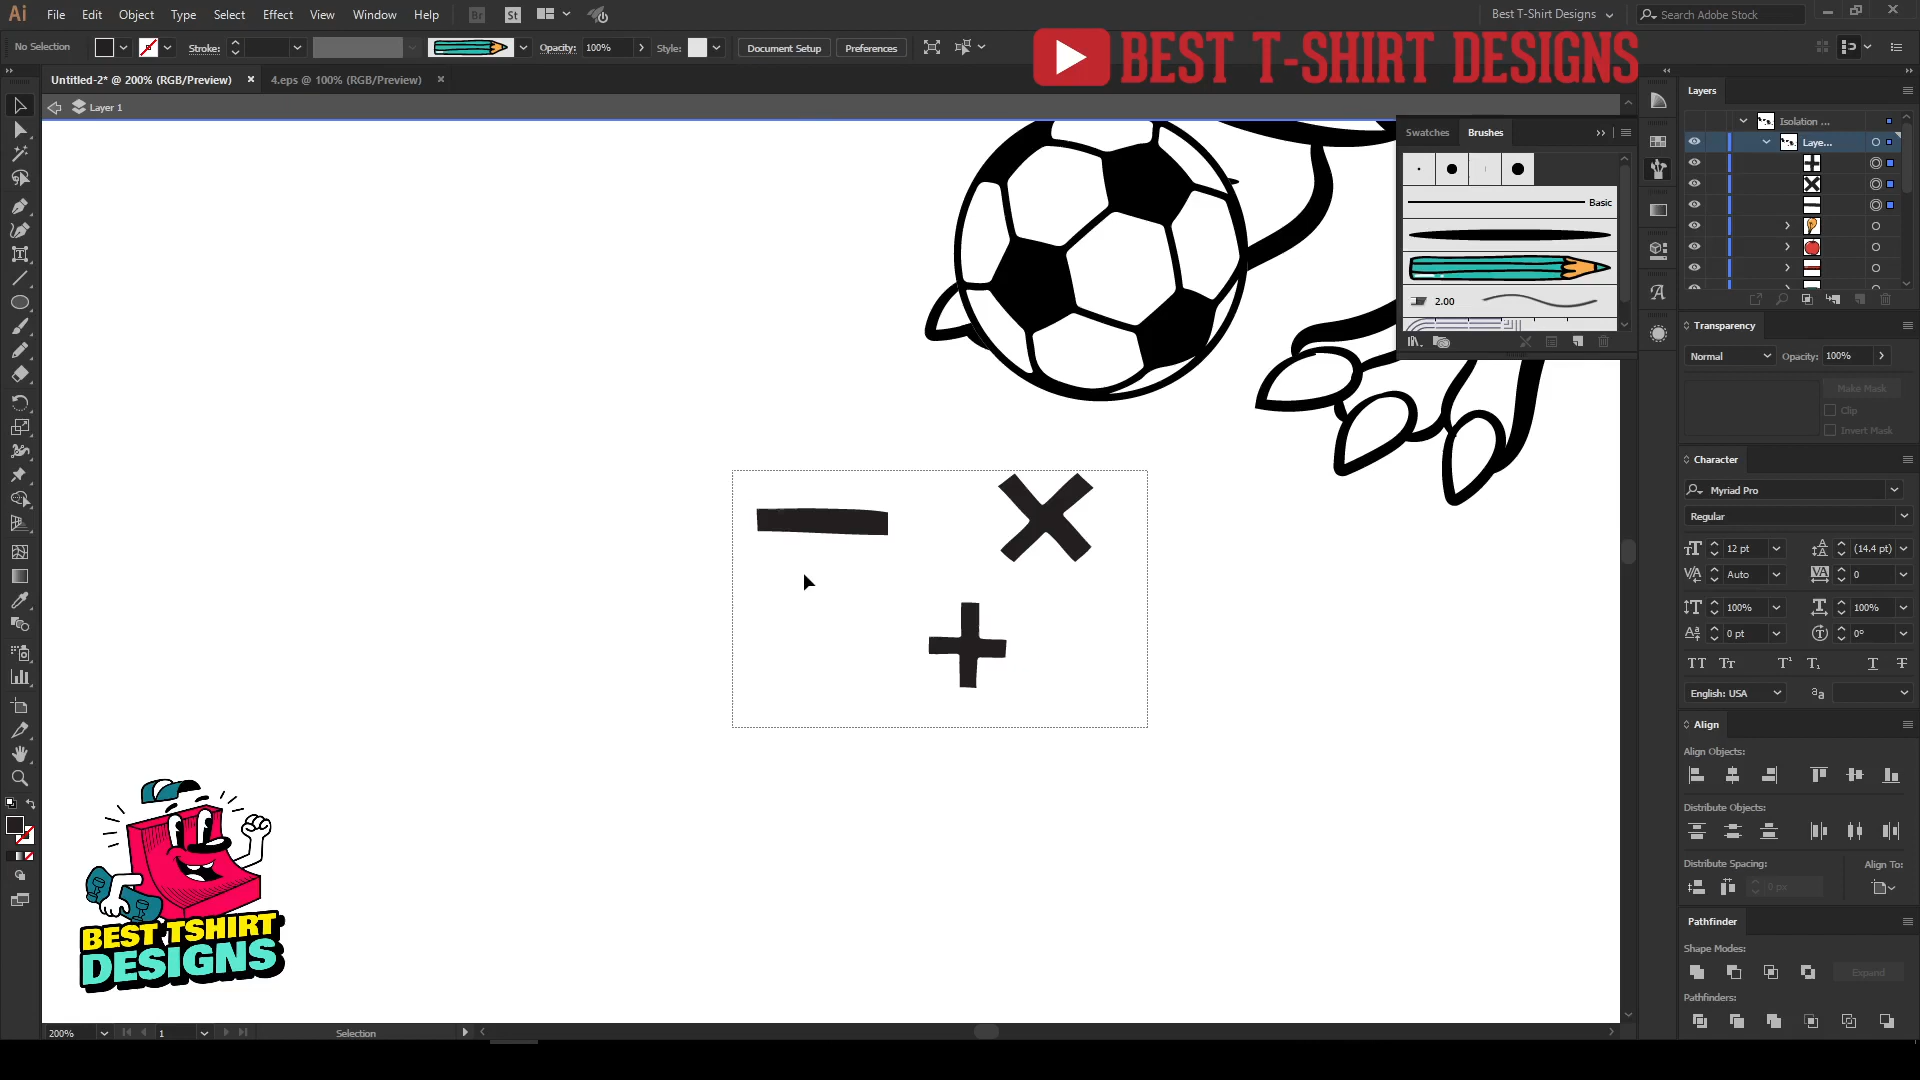 Ai File Edit Object Type Select Effect View Window Help Br St Best T-Shirt Designs Search Adobe Stock
No Selection Stroke: Opacity: 100% Style: Document Setup Preferences
BEST T-SHIRT DESIGNS
Untitled-2* @ 200% (RGB/Preview) × 4.eps @ 100% (RGB/Preview) ×
Layer 1
Swatches Brushes
Basic
2.00
Layers
Isolation ...
Laye...
Transparency
Normal Opacity: 100%
Make Mask
Clip
Invert Mask
Character
Myriad Pro
Regular
12 pt (14.4 pt)
Auto 0
100% 100%
0 pt 0°
English: USA
Align
Align Objects:
Distribute Objects:
Distribute Spacing: Align To:
0 px
Pathfinder
Shape Modes:
Expand
Pathfinders:
BEST TSHIRT
DESIGNS
200% 1 Selection